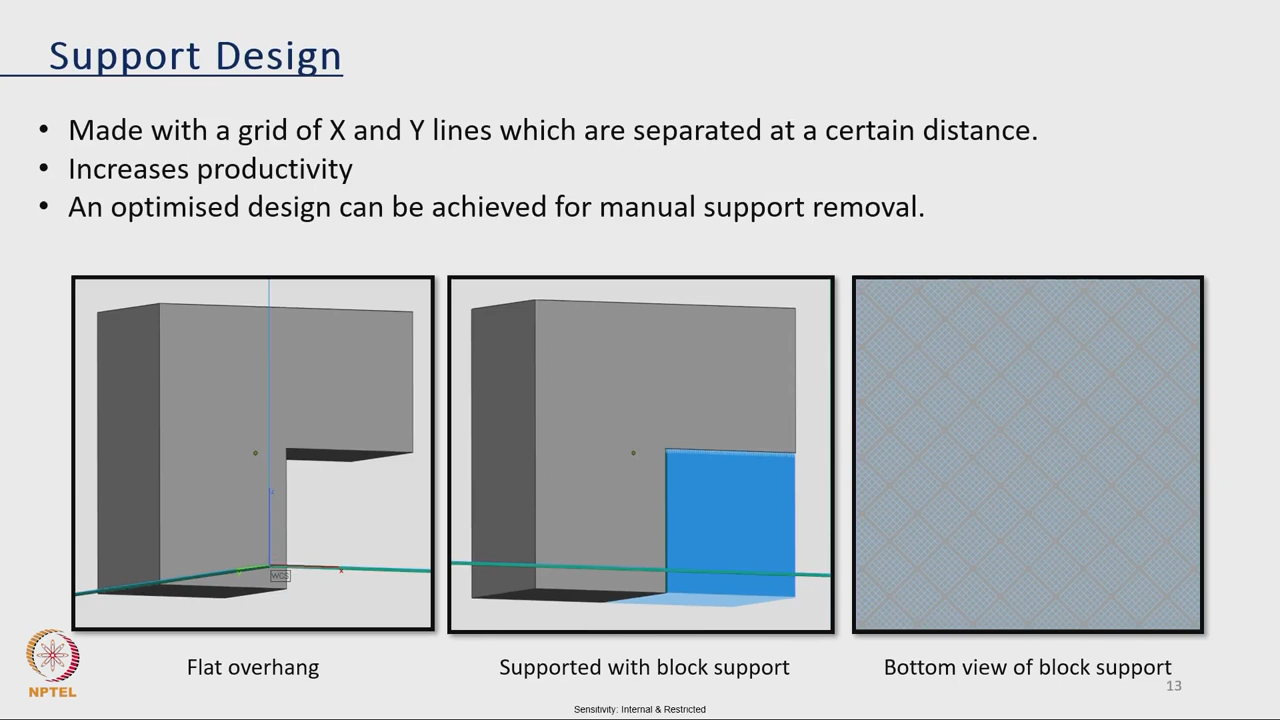 Support Design
• Made with a grid of X and Y lines which are separated at a certain distance.
• Increases productivity
• An optimised design can be achieved for manual support removal.
z
WCS
x
Flat overhang
Supported with block support
Bottom view of block support
13
NPTEL
Sensitivity: Internal & Restricted